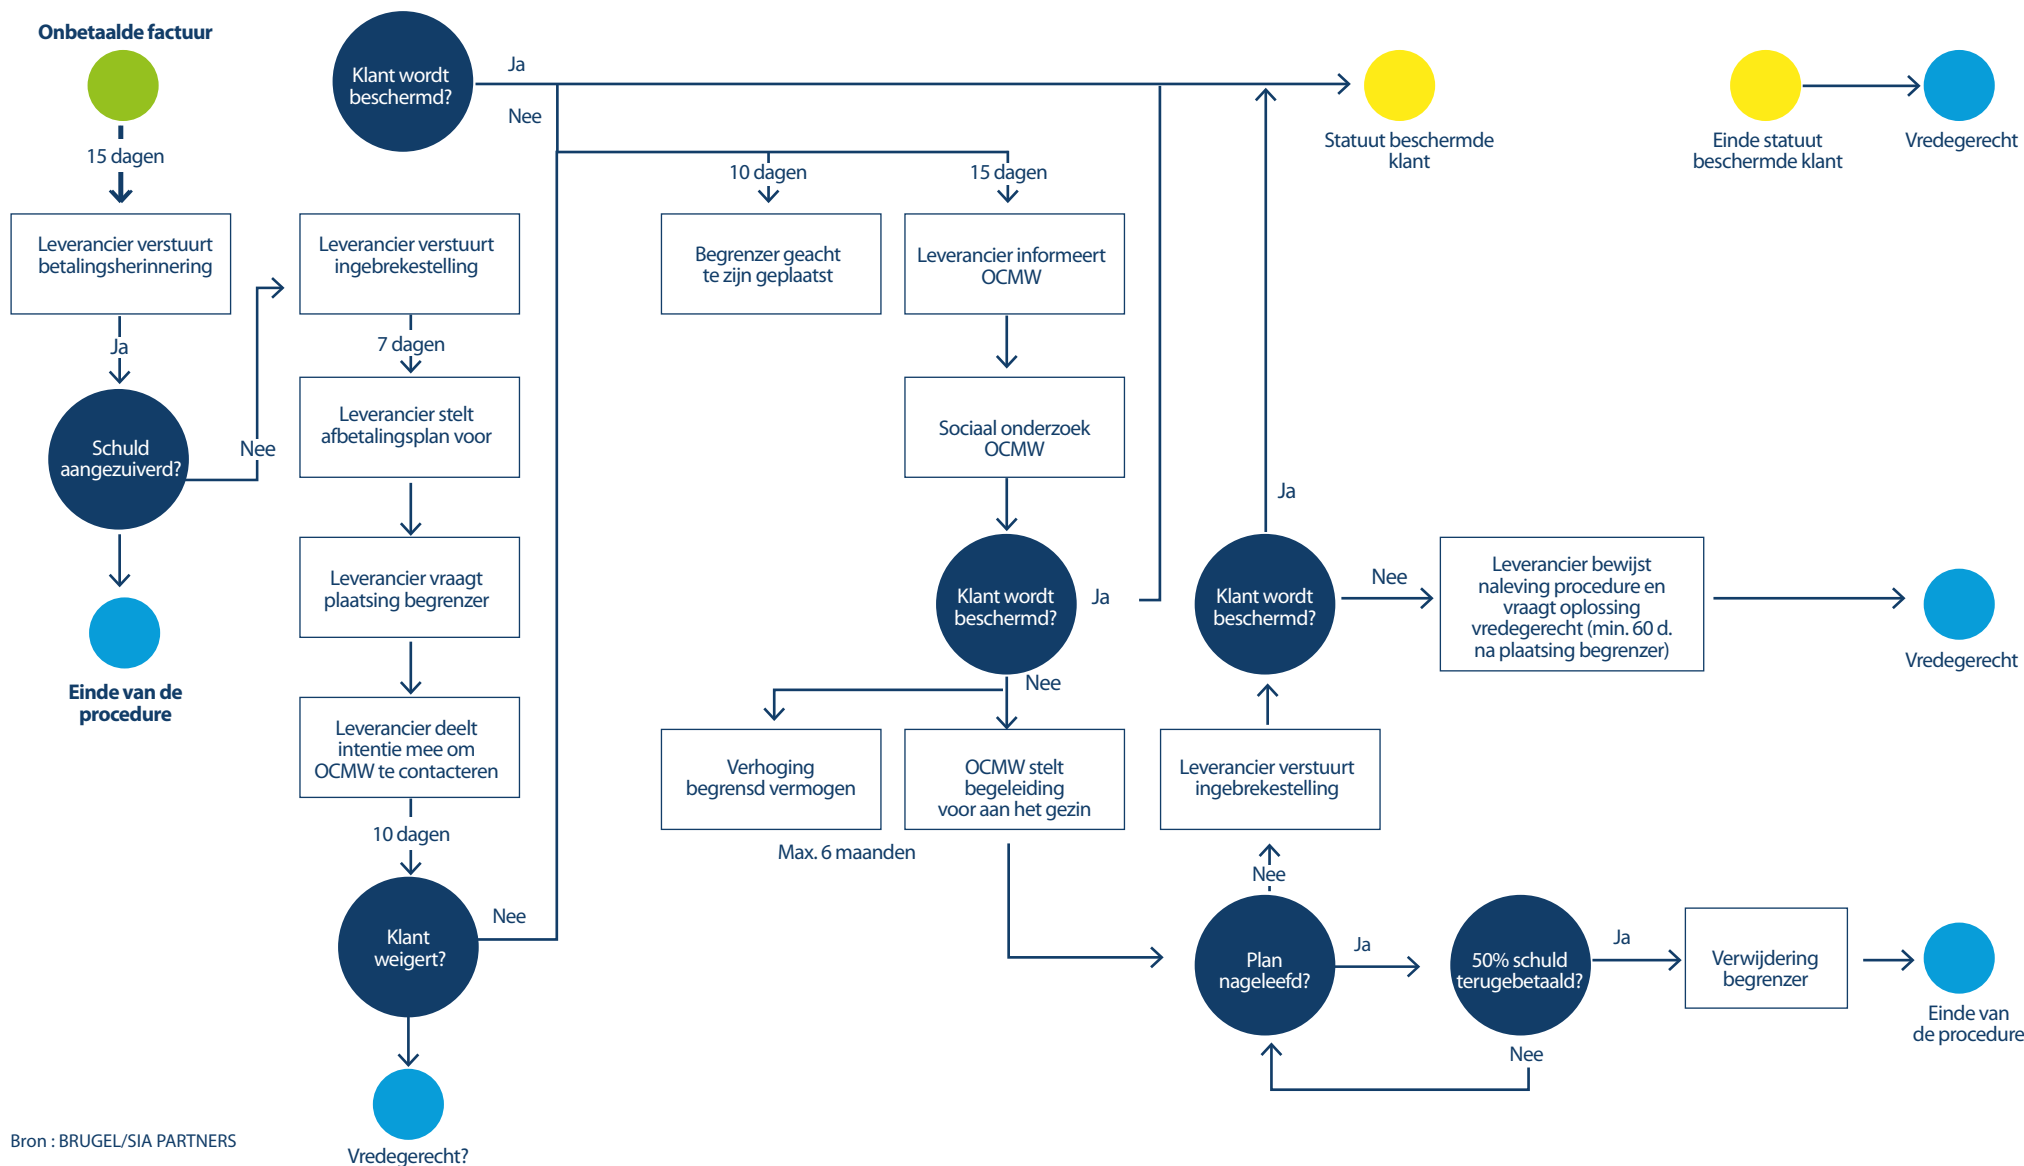 Onbetaalde factuur
15 dagen
Leverancier verstuurt
betalingsherinnering
Ja
Schuld
aangezuiverd?
Nee
Einde van de
procedure
Klant wordt
beschermd?
Ja
Nee
Leverancier verstuurt
ingebrekestelling
7 dagen
Leverancier stelt
afbetalingsplan voor
Leverancier vraagt
plaatsing begrenzer
Leverancier deelt
intentie mee om
OCMW te contacteren
10 dagen
Klant
weigert?
Nee
Vredegerecht?
10 dagen
Begrenzer geacht
te zijn geplaatst
15 dagen
Leverancier informeert
OCMW
Sociaal onderzoek
OCMW
Klant wordt
beschermd?
Ja
Nee
Verhoging
begrensd vermogen
OCMW stelt
begeleiding
voor aan het gezin
Max. 6 maanden
Statuut beschermde
klant
Einde statuut
beschermde klant
Vredegerecht
Ja
Klant wordt
beschermd?
Nee
Leverancier bewijst
naleving procedure en
vraagt oplossing
vredegerecht (min. 60 d.
na plaatsing begrenzer)
Vredegerecht
Leverancier verstuurt
ingebrekestelling
Nee
Plan
nageleefd?
Ja
50% schuld
terugbetaald?
Ja
Nee
Verwijdering
begrenzer
Einde van
de procedure
Bron : BRUGEL/SIA PARTNERS